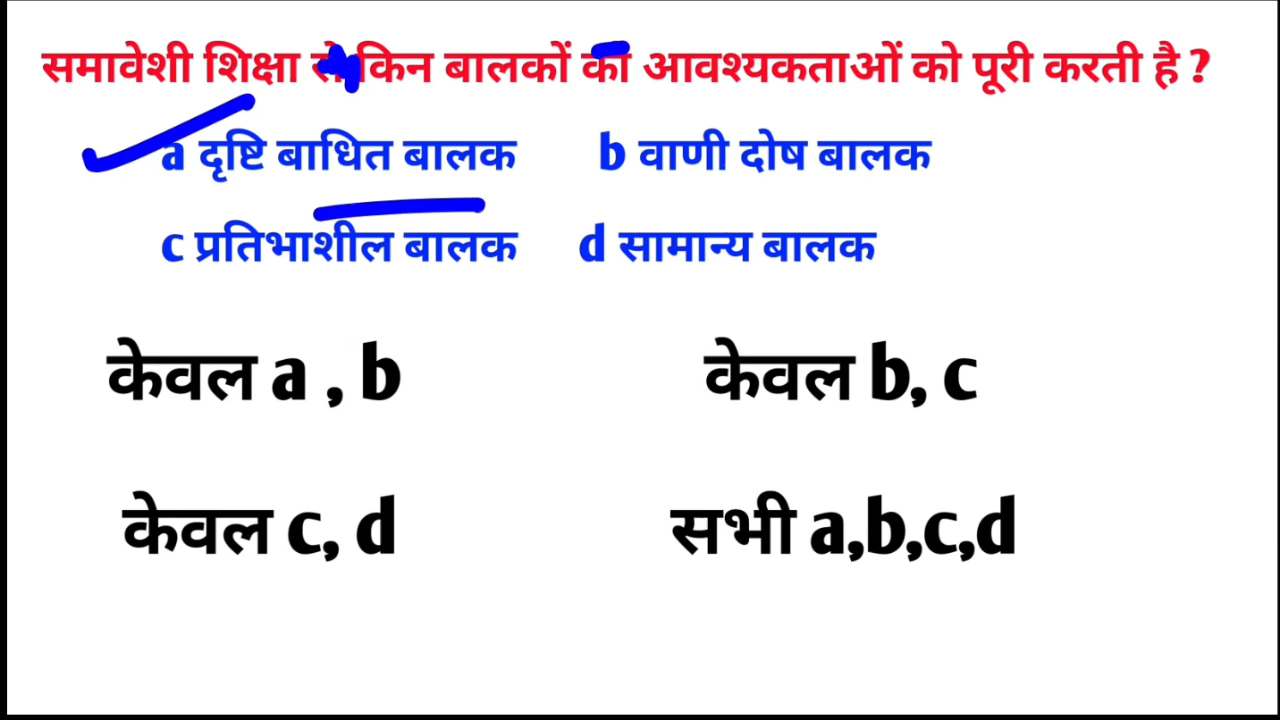 समावेशी शिक्षा किन बालकों का आवश्यकताओं को पूरी करती है ?
a दृष्टि बाधित बालक b वाणी दोष बालक
c प्रतिभाशील बालक d सामान्य बालक
केवल a , b केवल b, c
केवल c, d सभी a,b,c,d